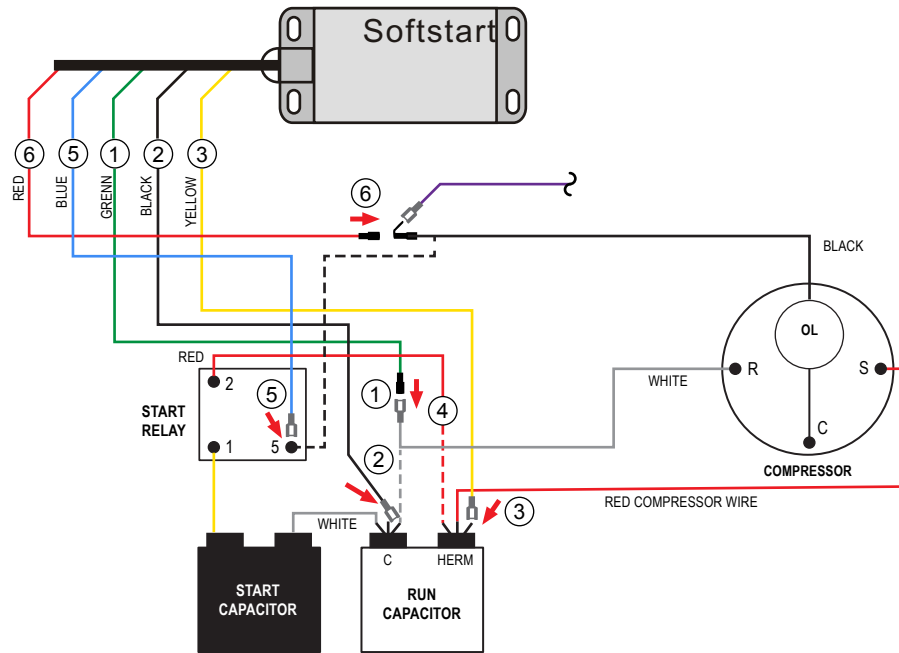 Softstart
6
5
1
2
3
RED
BLUE
GRENN
BLACK
YELLOW
6
BLACK
OL
R
S
C
COMPRESSOR
WHITE
RED
2
5
1
5
START
RELAY
1
4
2
3
RED COMPRESSOR WIRE
WHITE
C
HERM
START
CAPACITOR
RUN
CAPACITOR